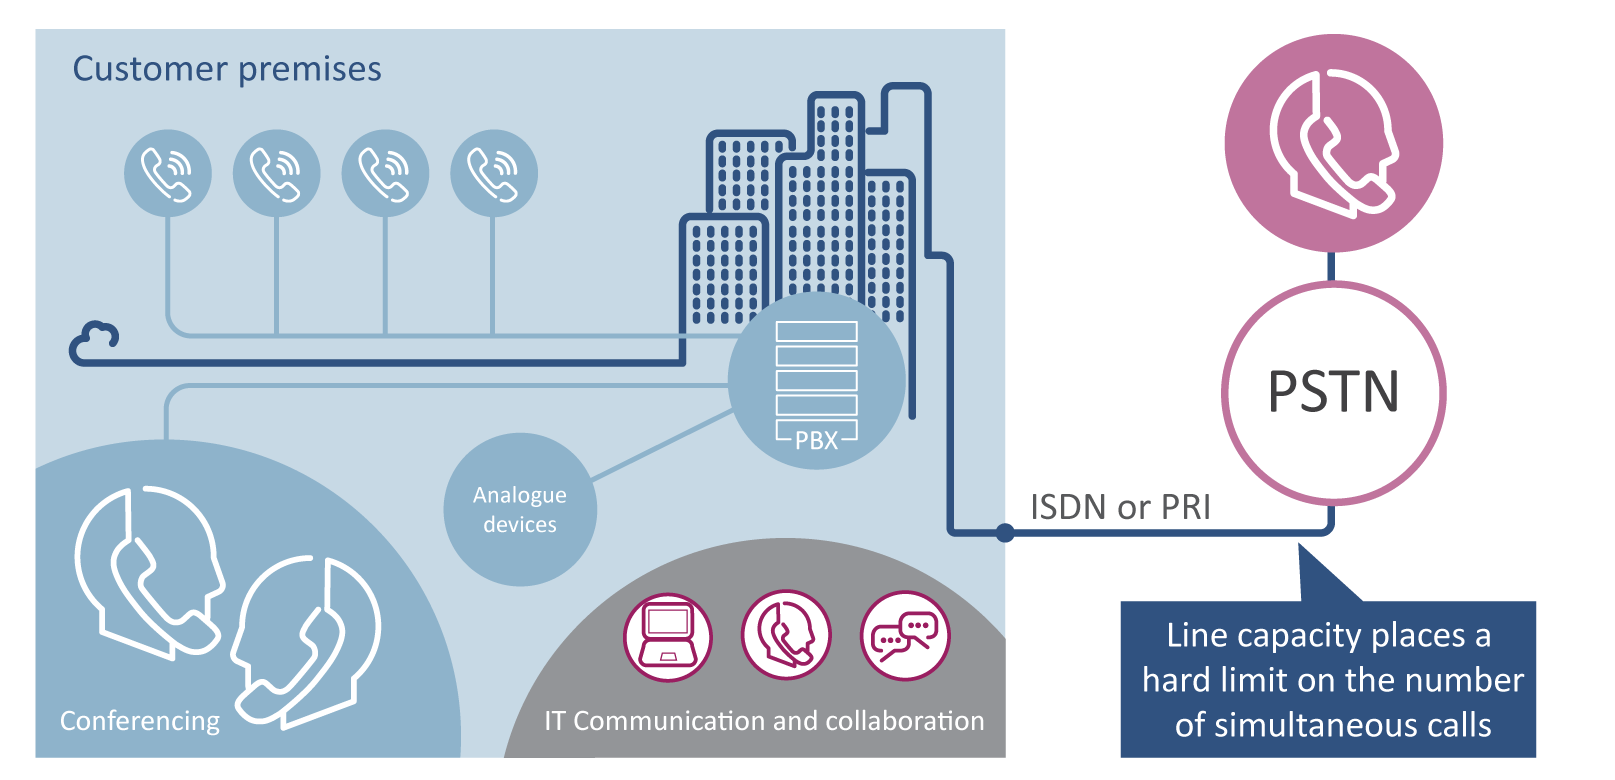 Customer premises
PBX
Analogue
devices
Conferencing
IT Communication and collaboration
PSTN
ISDN or PRI
Line capacity places a
hard limit on the number
of simultaneous calls